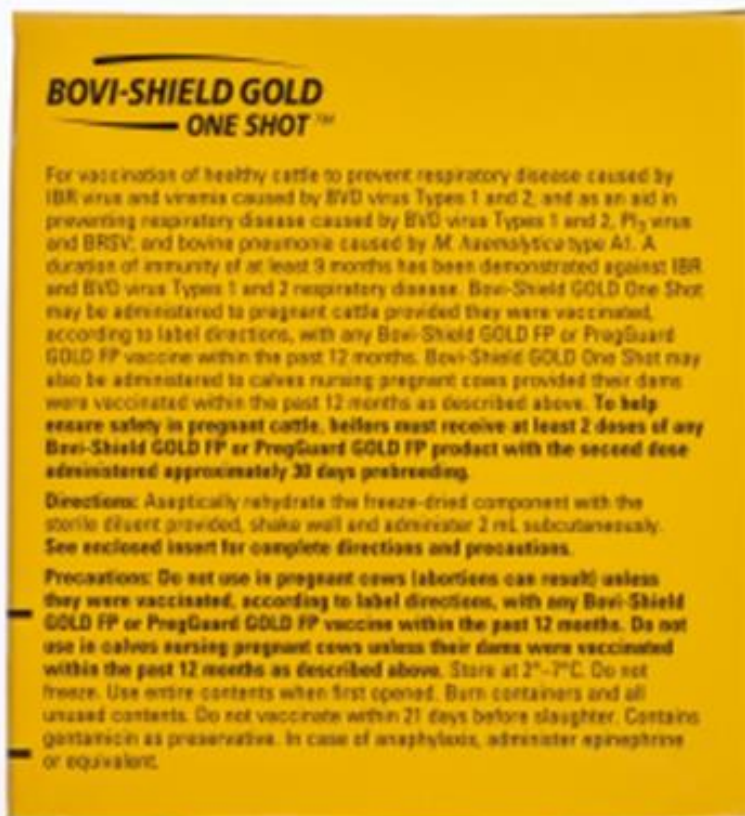 BOVI-SHIELD GOLD
ONE SHOT™
For vaccination of healthy cattle to prevent respiratory disease caused by
IBR virus and viremia caused by BVD virus Types 1 and 2, and as an aid in
preventing respiratory disease caused by BVD virus Types 1 and 2, PI₃ virus
and BRSV; and bovine pneumonia caused by M. haemolytica type A1. A
duration of immunity of at least 9 months has been demonstrated against IBR
and BVD virus Types 1 and 2 respiratory disease. Bovi-Shield GOLD One Shot
may be administered to pregnant cattle provided they were vaccinated,
according to label directions, with any Bovi-Shield GOLD FP or PregGuard
GOLD FP vaccine within the past 12 months. Bovi-Shield GOLD One Shot may
also be administered to calves nursing pregnant cows provided their dams
were vaccinated within the past 12 months as described above. To help
ensure safety in pregnant cattle, heifers must receive at least 2 doses of any
Bovi-Shield GOLD FP or PregGuard GOLD FP product with the second dose
administered approximately 30 days prebreeding.
Directions: Aseptically rehydrate the freeze-dried component with the
sterile diluent provided, shake well and administer 2 mL subcutaneously.
See enclosed insert for complete directions and precautions.
Precautions: Do not use in pregnant cows (abortions can result) unless
they were vaccinated, according to label directions, with any Bovi-Shield
GOLD FP or PregGuard GOLD FP vaccine within the past 12 months. Do not
use in calves nursing pregnant cows unless their dams were vaccinated
within the past 12 months as described above. Store at 2°–7°C. Do not
freeze. Use entire contents when first opened. Burn containers and all
unused contents. Do not vaccinate within 21 days before slaughter. Contains
gentamicin as preservative. In case of anaphylaxis, administer epinephrine
or equivalent.